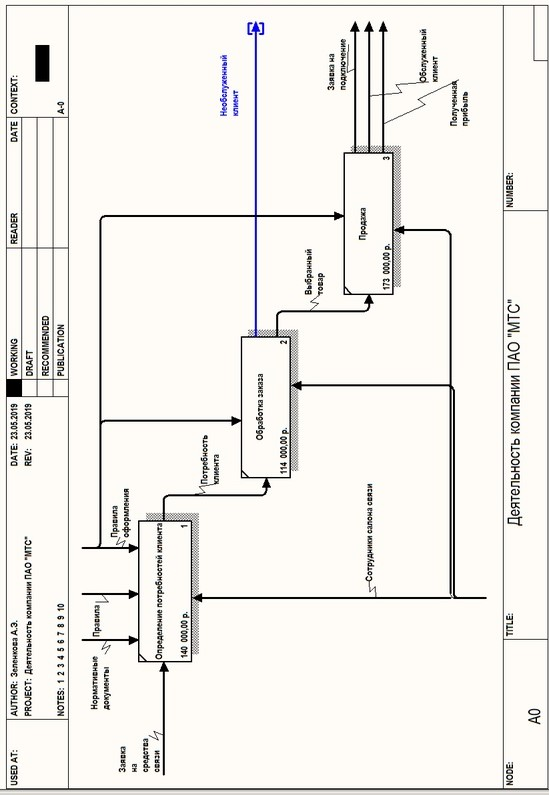 USED AT:
AUTHOR: Зеленкова А.Э.
DATE: 23.05.2019
WORKING
READER
DATE
CONTEXT:
PROJECT: Деятельность компании ПАО "МТС"
REV: 23.05.2019
DRAFT
RECOMMENDED
NOTES: 1 2 3 4 5 6 7 8 9 10
PUBLICATION
A-0
Нормативные
документы
Правила
Правила
оформления
Заявка
на
средства
связи
Определение потребностей клиента
140 000,00 р.
1
Потребность
клиента
Обработка заказа
114 000,00 р.
2
Необслуженный
клиент
Выбранный
товар
Продажа
173 000,00 р.
3
Заявка на
подключение
Обслуженный
клиент
Полученная
прибыль
Сотрудники салона связи
NODE:
A0
TITLE:
Деятельность компании ПАО "МТС"
NUMBER: